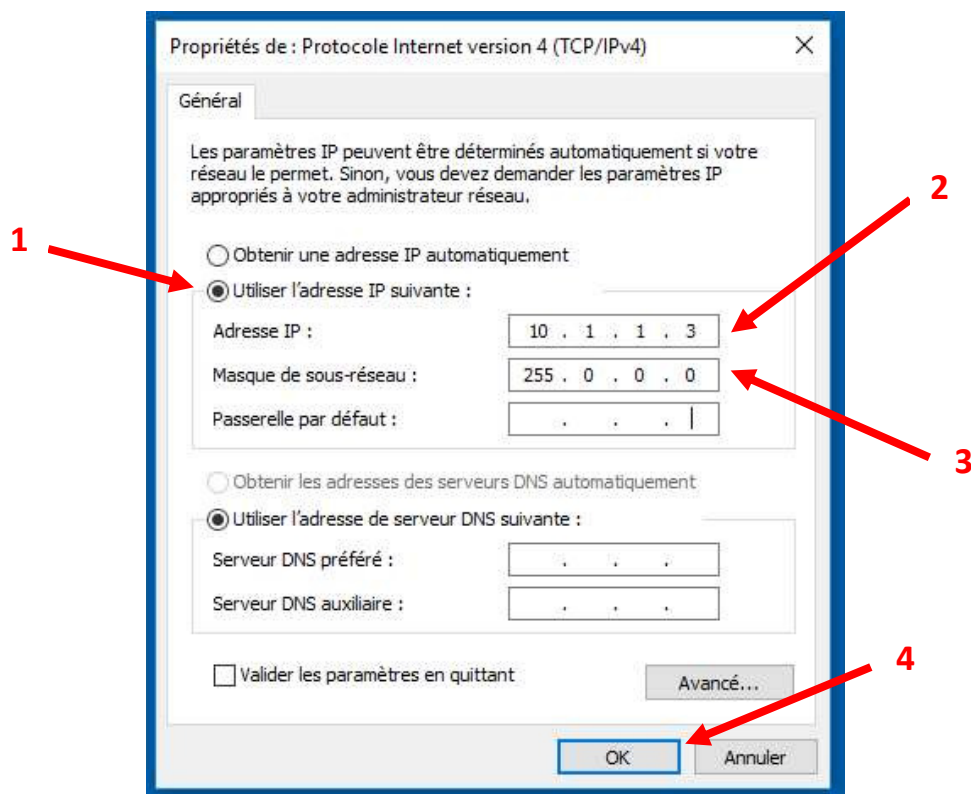 Propriétés de : Protocole Internet version 4 (TCP/IPv4)
Général
Les paramètres IP peuvent être déterminés automatiquement si votre
réseau le permet. Sinon, vous devez demander les paramètres IP
appropriés à votre administrateur réseau.
2
1
Obtenir une adresse IP automatiquement
Utiliser l'adresse IP suivante :
Adresse IP : 10 . 1 . 1 . 3
Masque de sous-réseau : 255 . 0 . 0 . 0
Passerelle par défaut : . . .
3
Obtenir les adresses des serveurs DNS automatiquement
Utiliser l'adresse de serveur DNS suivante :
Serveur DNS préféré : . . .
Serveur DNS auxiliaire : . . .
4
Valider les paramètres en quittant
Avancé...
OK Annuler